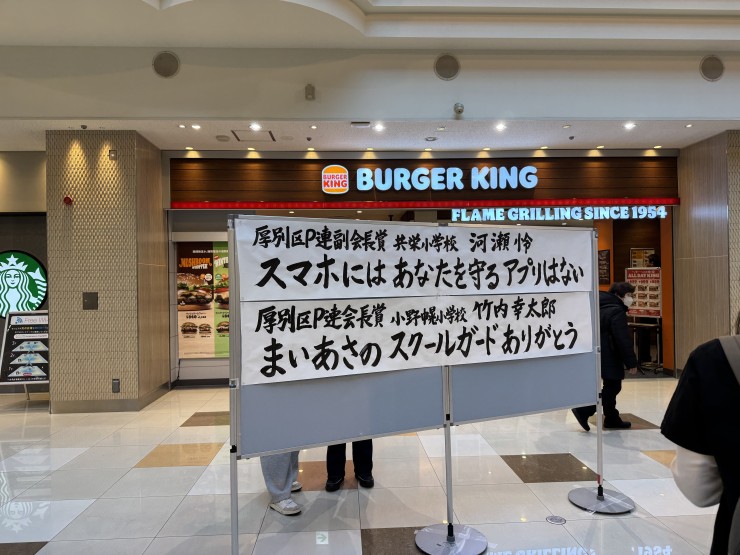 BURGER KING
BURGER KING
FLAME GRILLING SINCE 1954
厚別区P連副会長賞 共栄小学校 河瀬怜
スマホには あなたを守る アプリはない
厚別区P連会長賞 小野幌小学校 竹内幸太郎
まいあさの スクールガード ありがとう
MUSHROOM